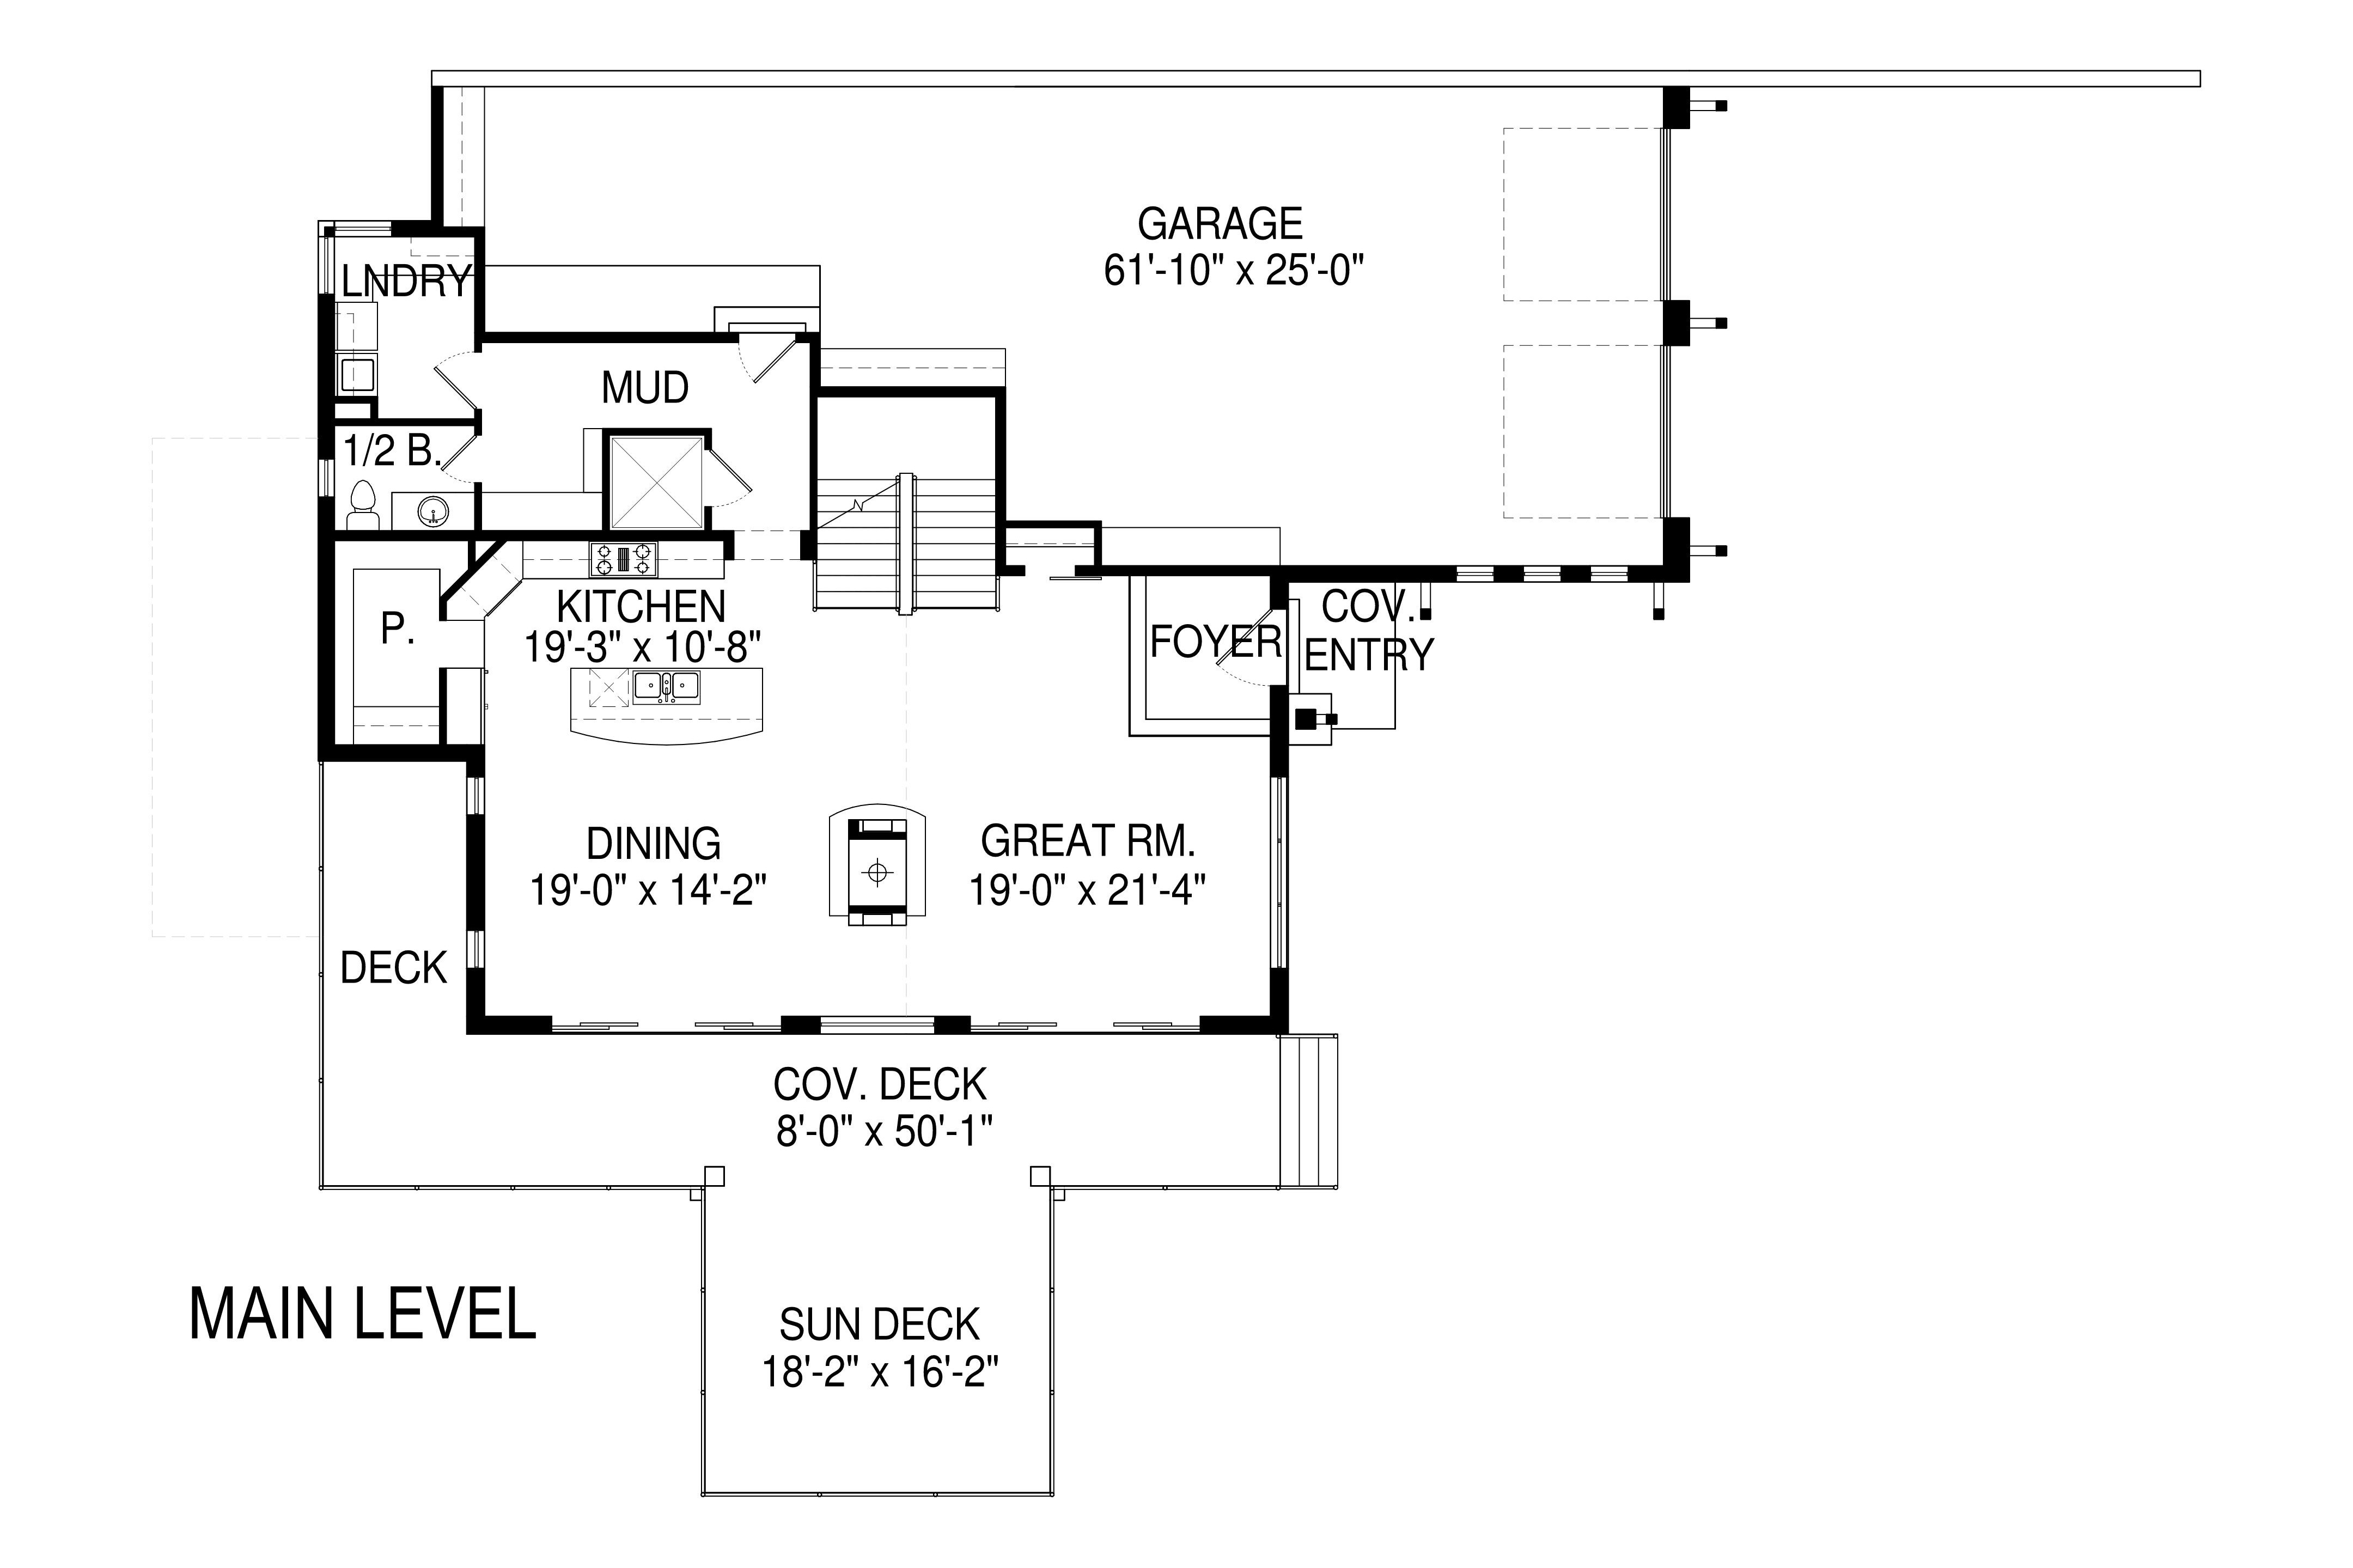 GARAGE
61'-10" x 25'-0"
LNDRY
MUD
1/2 B.
P.
KITCHEN
19'-3" x 10'-8"
FOYER
COV.
ENTRY
DINING
19'-0" x 14'-2"
GREAT RM.
19'-0" x 21'-4"
DECK
COV. DECK
8'-0" x 50'-1"
MAIN LEVEL
SUN DECK
18'-2" x 16'-2"